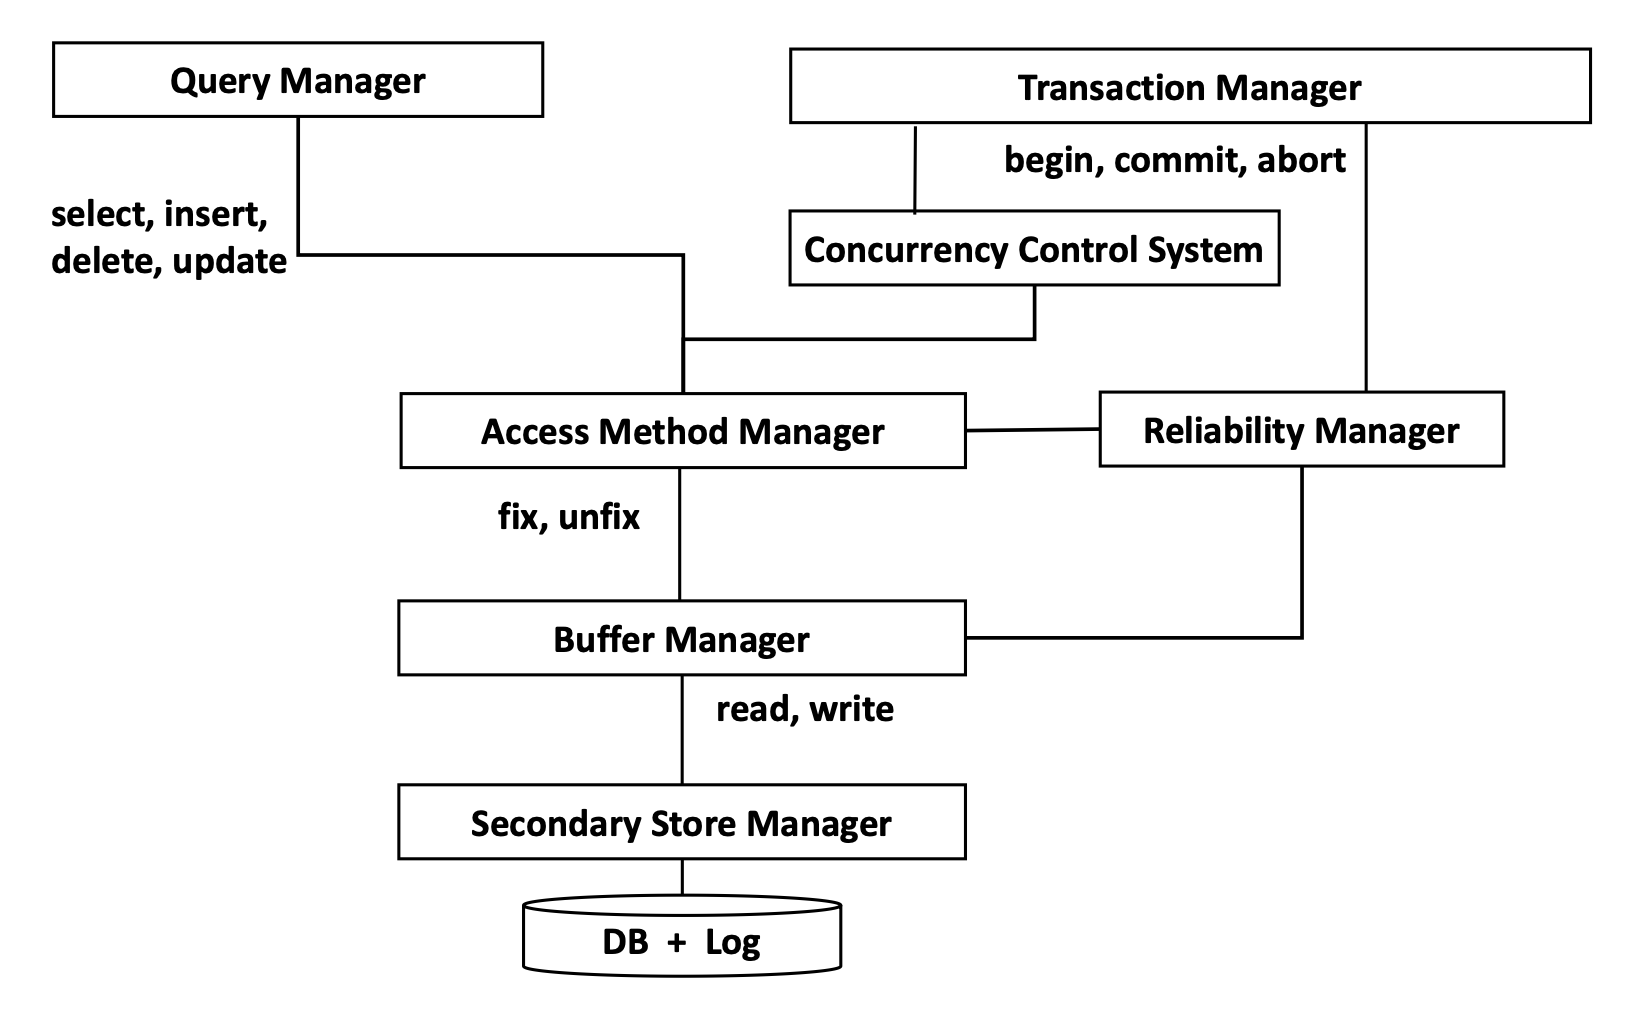 Query Manager
Transaction Manager
begin, commit, abort
select, insert,
delete, update
Concurrency Control System
Access Method Manager
Reliability Manager
fix, unfix
Buffer Manager
read, write
Secondary Store Manager
DB + Log